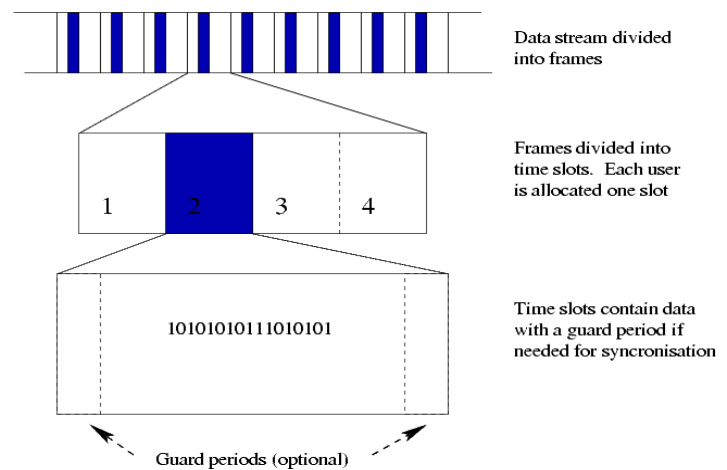 Data stream divided
into frames
Frames divided into
time slots. Each user
is allocated one slot
1 2 3 4
Time slots contain data
with a guard period if
needed for syncronisation
10101010111010101
Guard periods (optional)